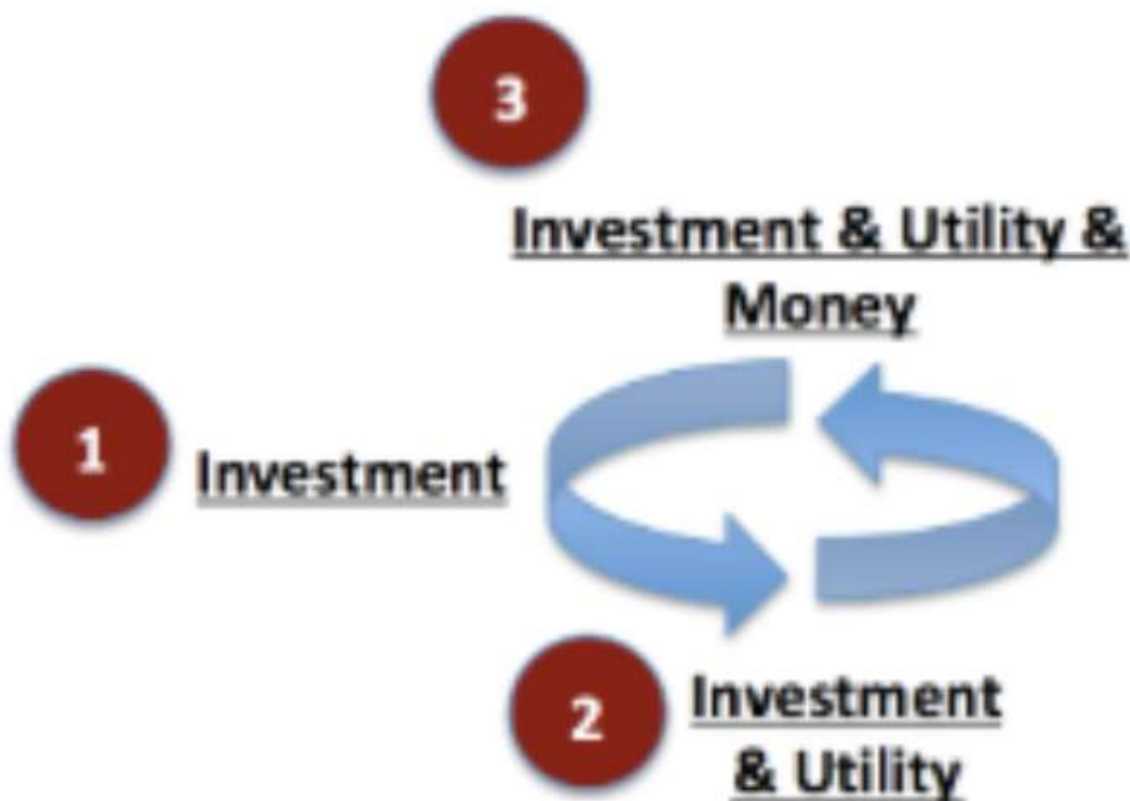 3
Investment & Utility &
Money
1
Investment
2
Investment
& Utility